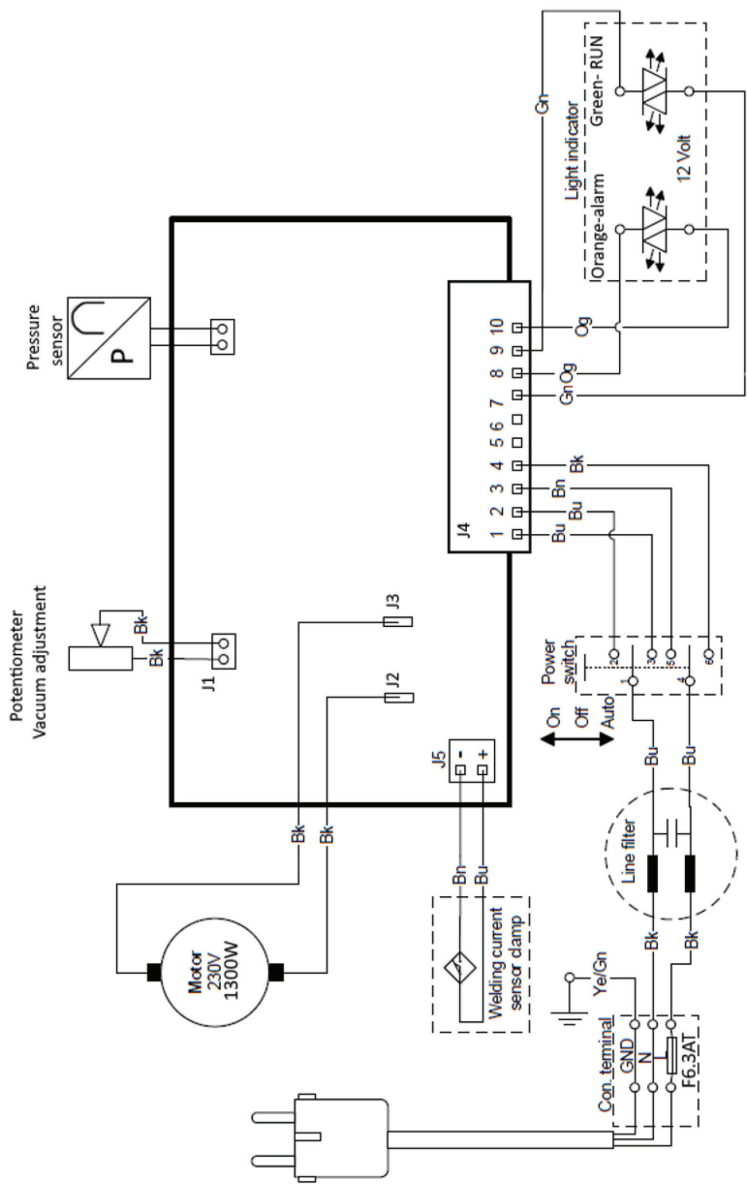 Potentiometer
Vacuum adjustment
Pressure
sensor
P
Bk
Bk
J1
J3
J2
Bk
Bk
Motor
230V
1300W
J5
-
+
Bn
Bu
Welding current
sensor clamp
J4
1 2 3 4 5 6 7 8 9 10
Bu
Bu
Bn
Bk
Gn
Og
Og
Gn
Light indicator
Orange-alarm
Green- RUN
12 Volt
Power
switch
On
Off
Auto
1
2
3
4
5
6
Bu
Bu
Line filter
Bk
Bk
Ye/Gn
Con. terminal
GND
N
F6.3AT